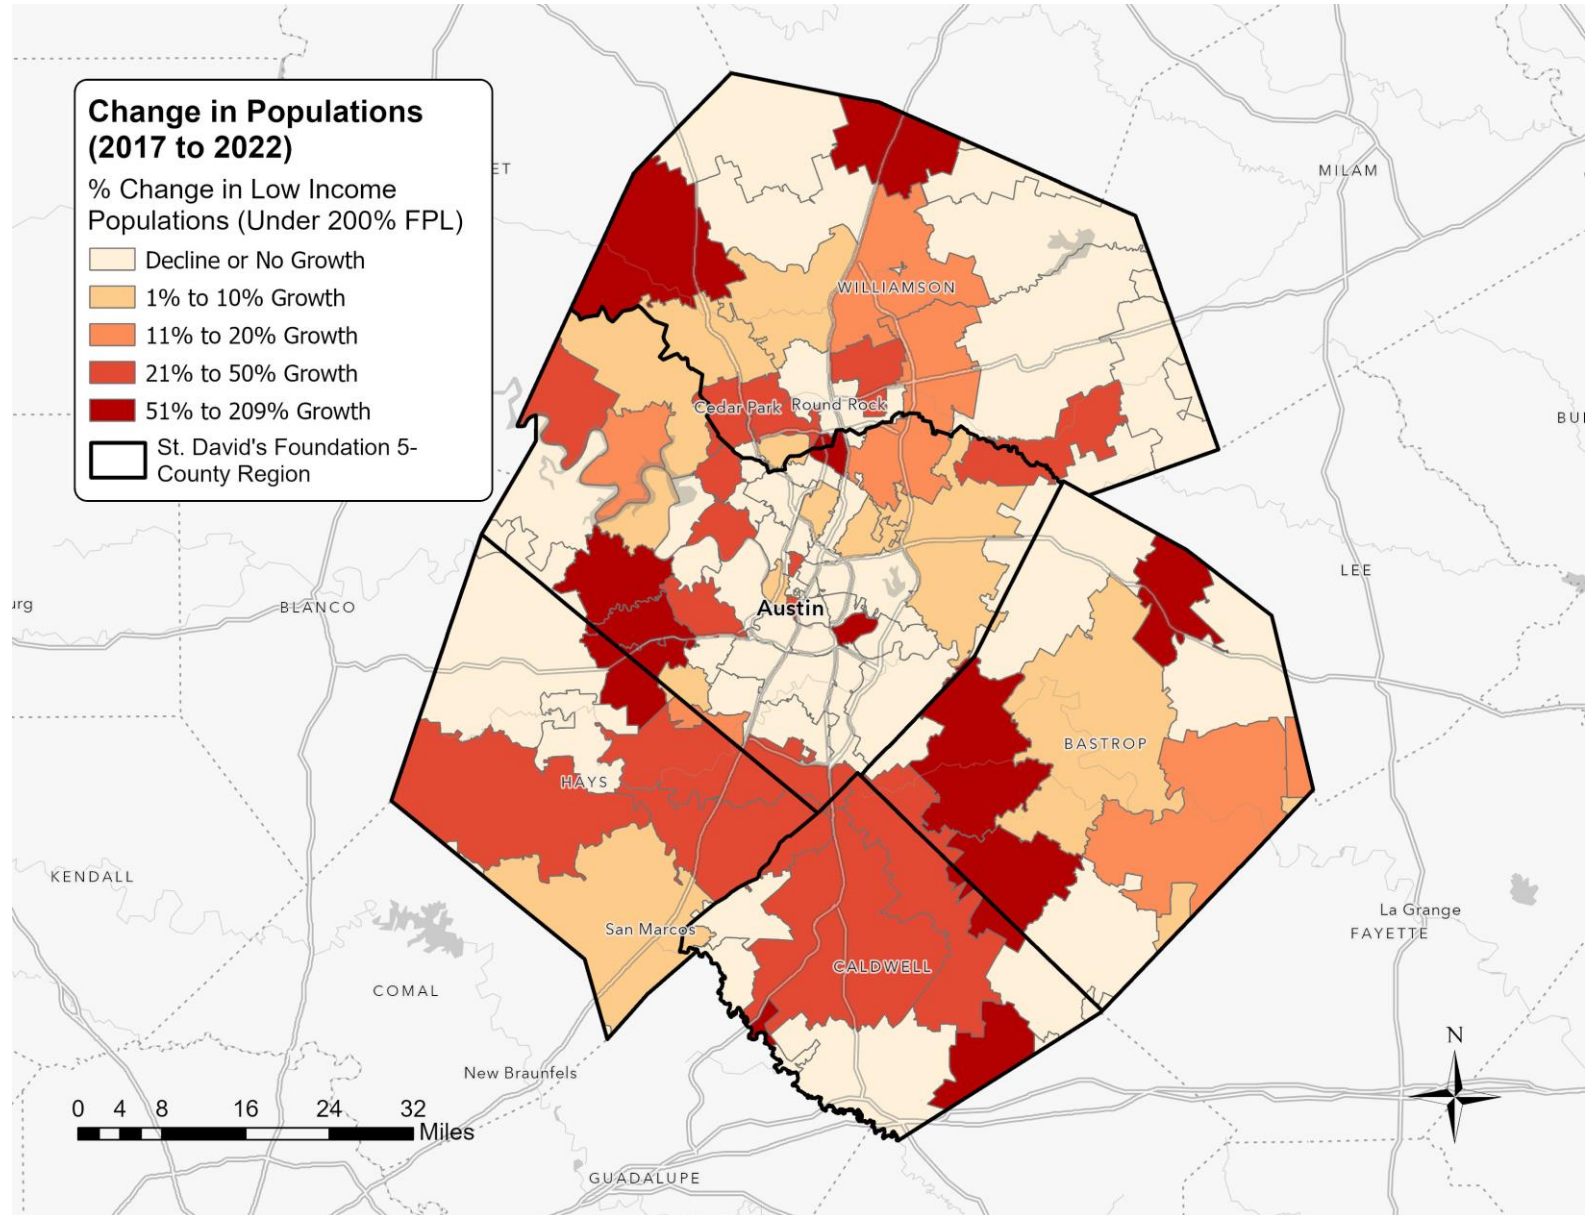 Change in Populations
(2017 to 2022)
% Change in Low Income
Populations (Under 200% FPL)
Decline or No Growth
1% to 10% Growth
11% to 20% Growth
21% to 50% Growth
51% to 209% Growth
St. David's Foundation 5-
County Region
ET
MILAM
WILLIAMSON
Cedar Park
Round Rock
BU
LEE
urg
BLANCO
Austin
BASTROP
HAYS
KENDALL
La Grange
FAYETTE
San Marcos
CALDWELL
COMAL
New Braunfels
N
0 4 8 16 24 32
Miles
GUADALUPE